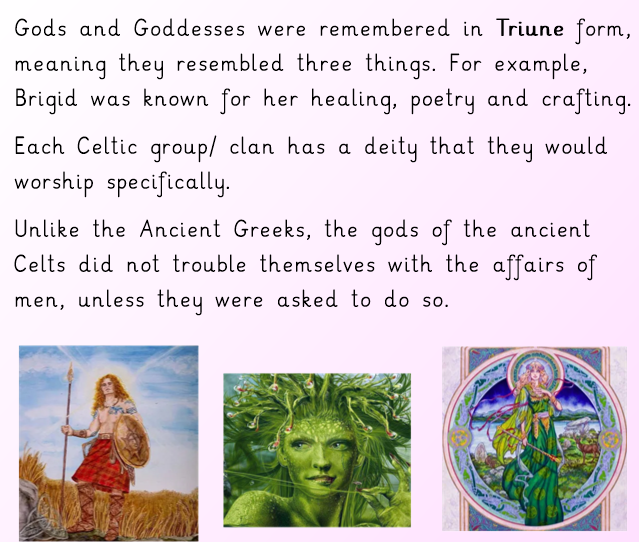 Gods and Goddesses were remembered in Triune form,
meaning they resembled three things. For example,
Brigid was known for her healing, poetry and crafting.
Each Celtic group/ clan has a deity that they would
worship specifically.
Unlike the Ancient Greeks, the gods of the ancient
Celts did not trouble themselves with the affairs of
men, unless they were asked to do so.